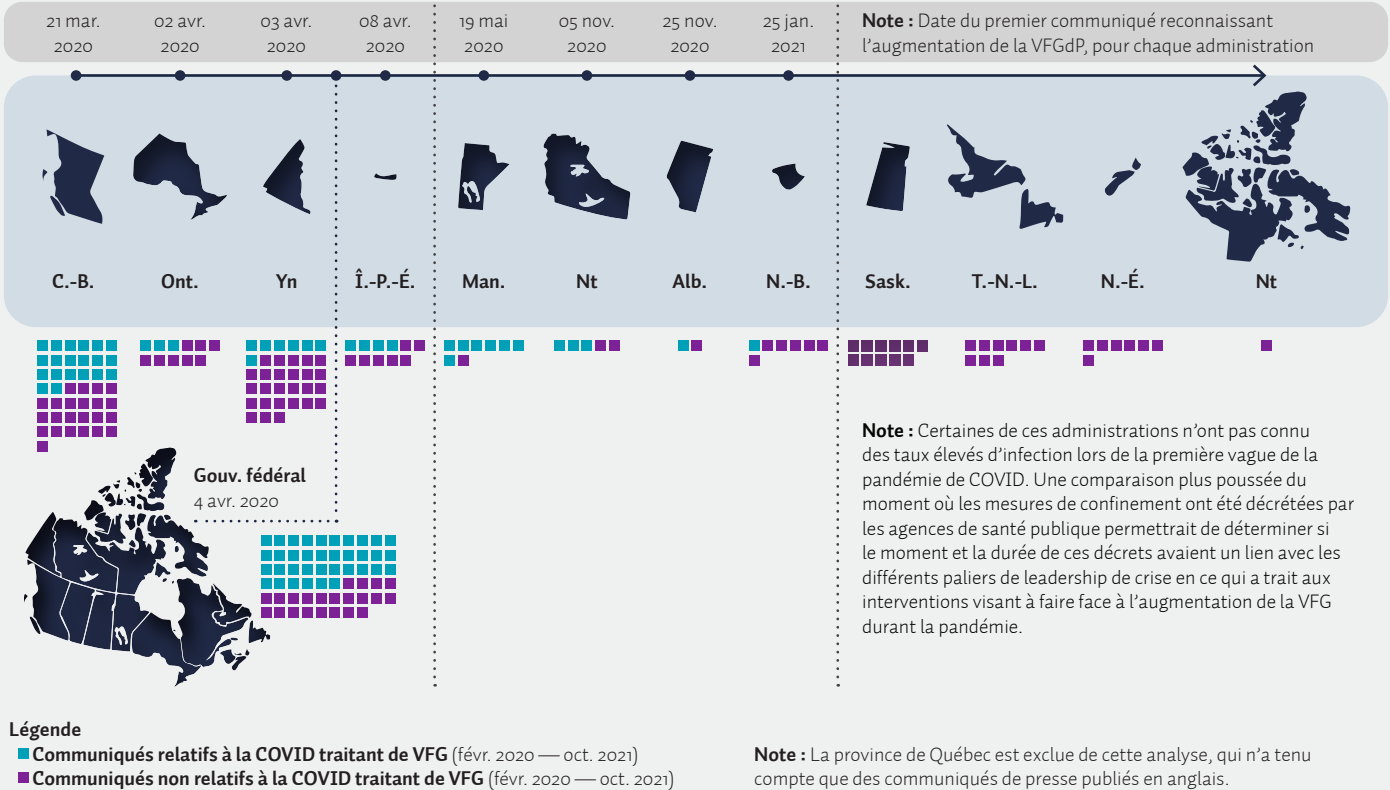 21 mar. 02 avr. 03 avr. 08 avr. 19 mai 05 nov. 25 nov. 25 jan.
2020 2020 2020 2020 2020 2020 2020 2021
Note : Date du premier communiqué reconnaissant
l’augmentation de la VFGdP, pour chaque administration
C.-B. Ont. Yn Î.-P.-É. Man. Nt Alb. N.-B. Sask. T.-N.-L. N.-É. Nt
Gouv. fédéral
4 avr. 2020
Note : Certaines de ces administrations n’ont pas connu
des taux élevés d’infection lors de la première vague de la
pandémie de COVID. Une comparaison plus poussée du
moment où les mesures de confinement ont été décrétées par
les agences de santé publique permettrait de déterminer si
le moment et la durée de ces décrets avaient un lien avec les
différents paliers de leadership de crise en ce qui a trait aux
interventions visant à faire face à l’augmentation de la VFG
durant la pandémie.
Légende
Communiqués relatifs à la COVID traitant de VFG (févr. 2020 — oct. 2021)
Communiqués non relatifs à la COVID traitant de VFG (févr. 2020 — oct. 2021)
Note : La province de Québec est exclue de cette analyse, qui n’a tenu
compte que des communiqués de presse publiés en anglais.